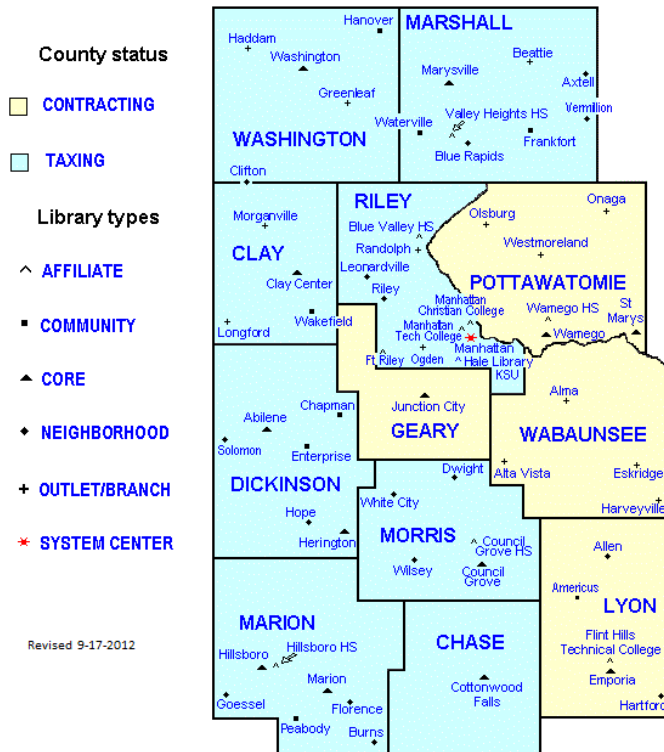 County status
CONTRACTING
TAXING
Library types
AFFILIATE
COMMUNITY
CORE
NEIGHBORHOOD
OUTLET/BRANCH
SYSTEM CENTER
Revised 9-17-2012
Hanover
Haddam
Washington
Greenleaf
WASHINGTON
Clifton
MARSHALL
Beattie
Marysville
Axtell
Valley Heights HS
Vermillion
Waterville
Frankfort
Blue Rapids
Morganville
CLAY
Clay Center
Longford
Wakefield
RILEY
Blue Valley HS
Randolph
Leonardville
Riley
Manhattan
Christian College
Manhattan
Tech College
Ogden
Manhattan
Hale Library
KSU
Ft Riley
Onaga
Olsburg
Westmoreland
POTTAWATOMIE
Wamego HS
St
Marys
Wamego
Junction City
GEARY
Alma
WABAUNSEE
Alta Vista
Eskridge
Harveyville
Chapman
Abilene
Solomon
Enterprise
DICKINSON
Hope
Herington
Dwight
White City
MORRIS
Council
Grove HS
Wilsey
Council
Grove
Allen
Americus
LYON
Flint Hills
Technical College
Emporia
Hartford
MARION
Hillsboro HS
Hillsboro
Marion
Goessel
Florence
Peabody
Burns
CHASE
Cottonwood
Falls